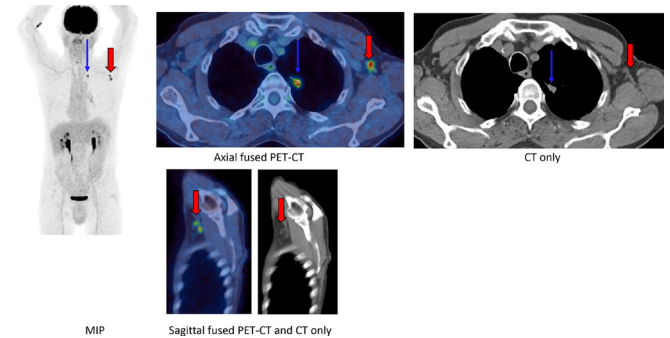 Axial fused PET-CT
CT only
MIP
Sagittal fused PET-CT and CT only